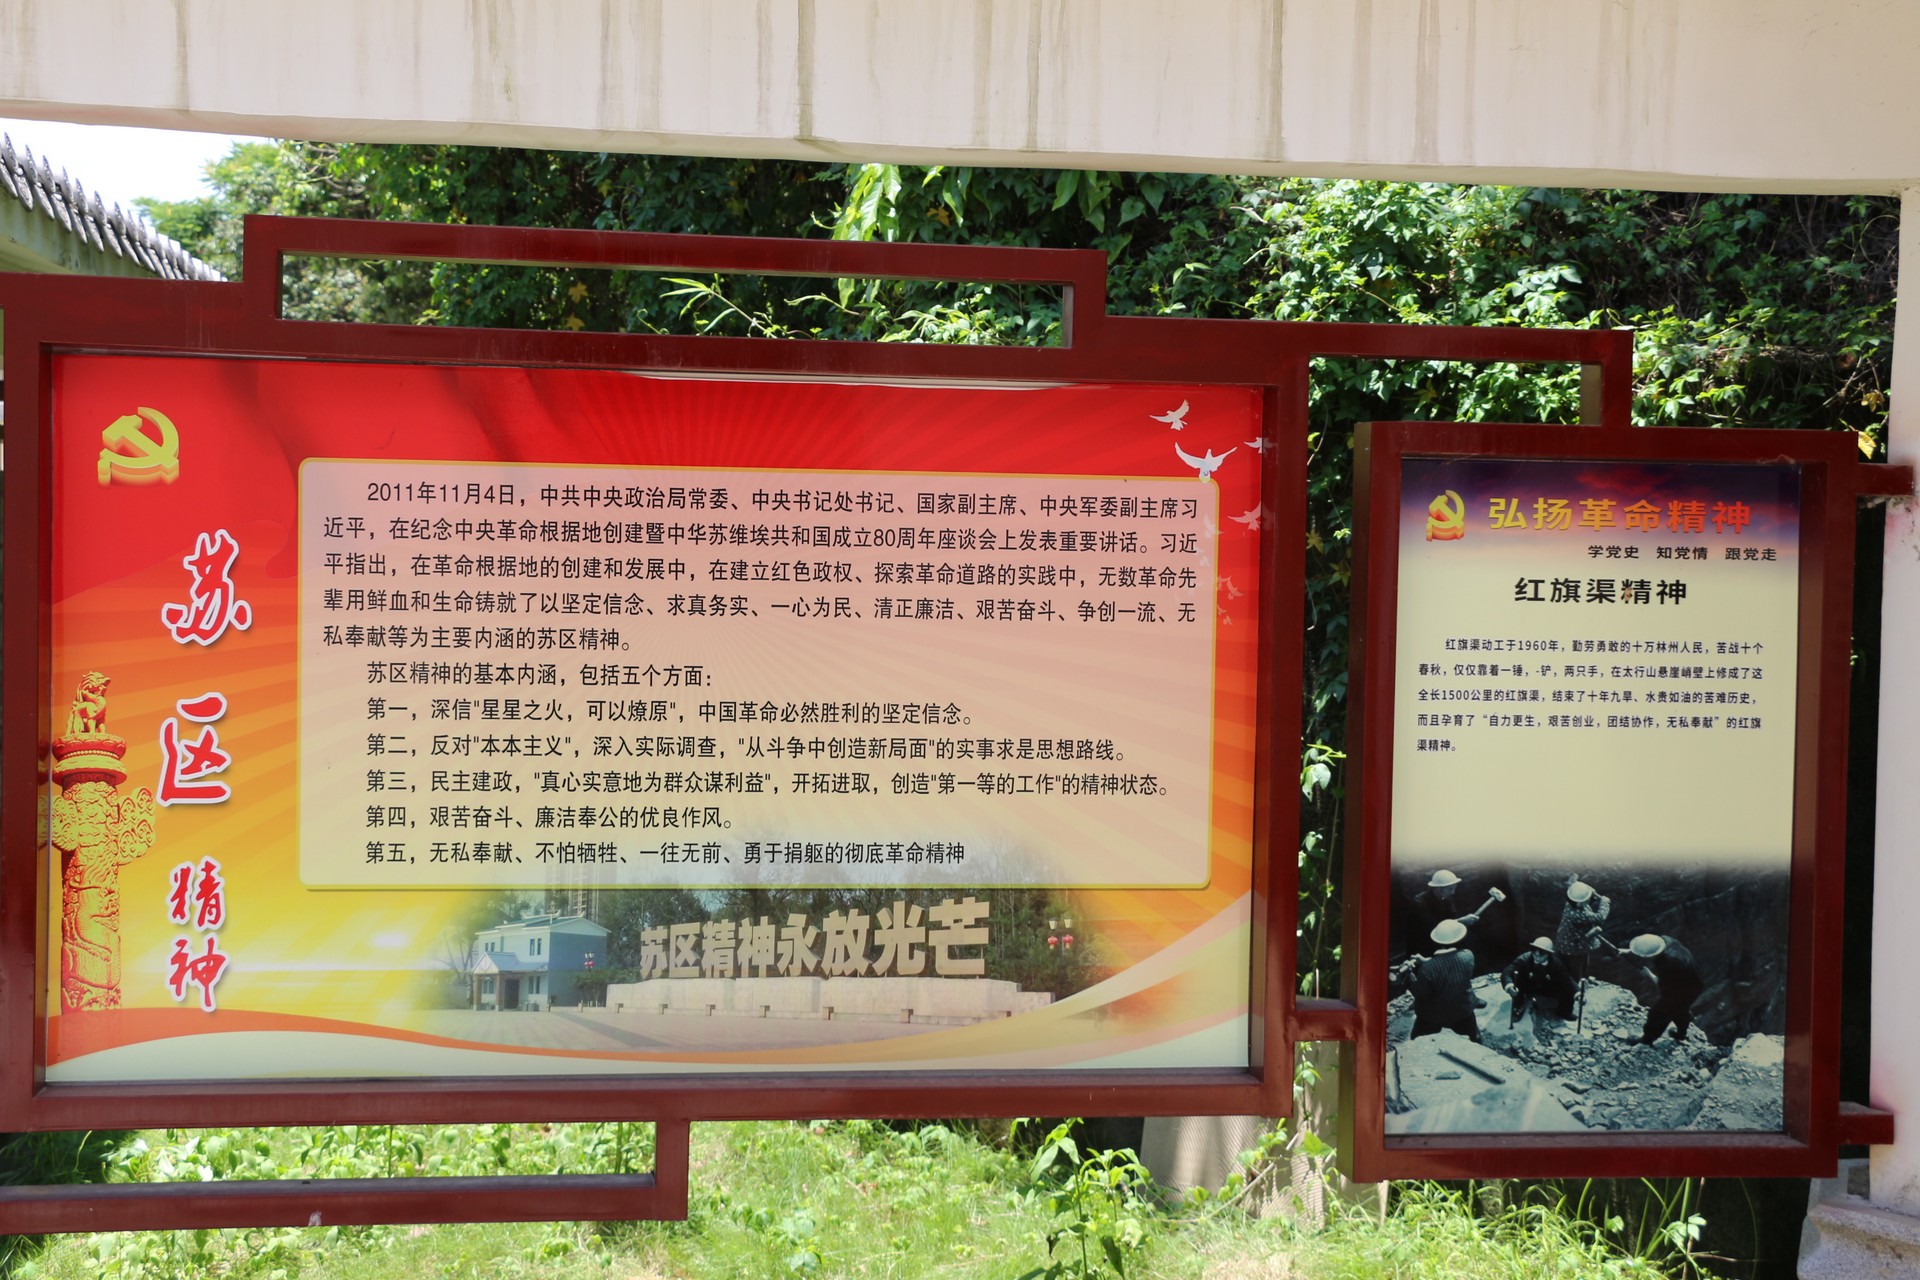 苏区精神
2011年11月4日，中共中央政治局常委、中央书记处书记、国家副主席、中央军委副主席习
近平，在纪念中央革命根据地创建暨中华苏维埃共和国成立80周年座谈会上发表重要讲话。习近
平指出，在革命根据地的创建和发展中，在建立红色政权、探索革命道路的实践中，无数革命先
辈用鲜血和生命铸就了以坚定信念、求真务实、一心为民、清正廉洁、艰苦奋斗、争创一流、无
私奉献等为主要内涵的苏区精神。
苏区精神的基本内涵，包括五个方面：
第一，深信"星星之火，可以燎原"，中国革命必然胜利的坚定信念。
第二，反对"本本主义"，深入实际调查，"从斗争中创造新局面"的实事求是思想路线。
第三，民主建政，"真心实意地为群众谋利益"，开拓进取，创造"第一等的工作"的精神状态。
第四，艰苦奋斗、廉洁奉公的优良作风。
第五，无私奉献、不怕牺牲、一往无前、勇于捐躯的彻底革命精神
苏区精神永放光芒
弘扬革命精神
学党史 知党情 跟党走
红旗渠精神
红旗渠动工于1960年，勤劳勇敢的十万林州人民，苦战十个
春秋，仅仅靠着一锤，-铲，两只手，在太行山悬崖峭壁上修成了这
全长1500公里的红旗渠，结束了十年九旱、水贵如油的苦难历史，
而且孕育了“自力更生，艰苦创业，团结协作，无私奉献”的红旗
渠精神。